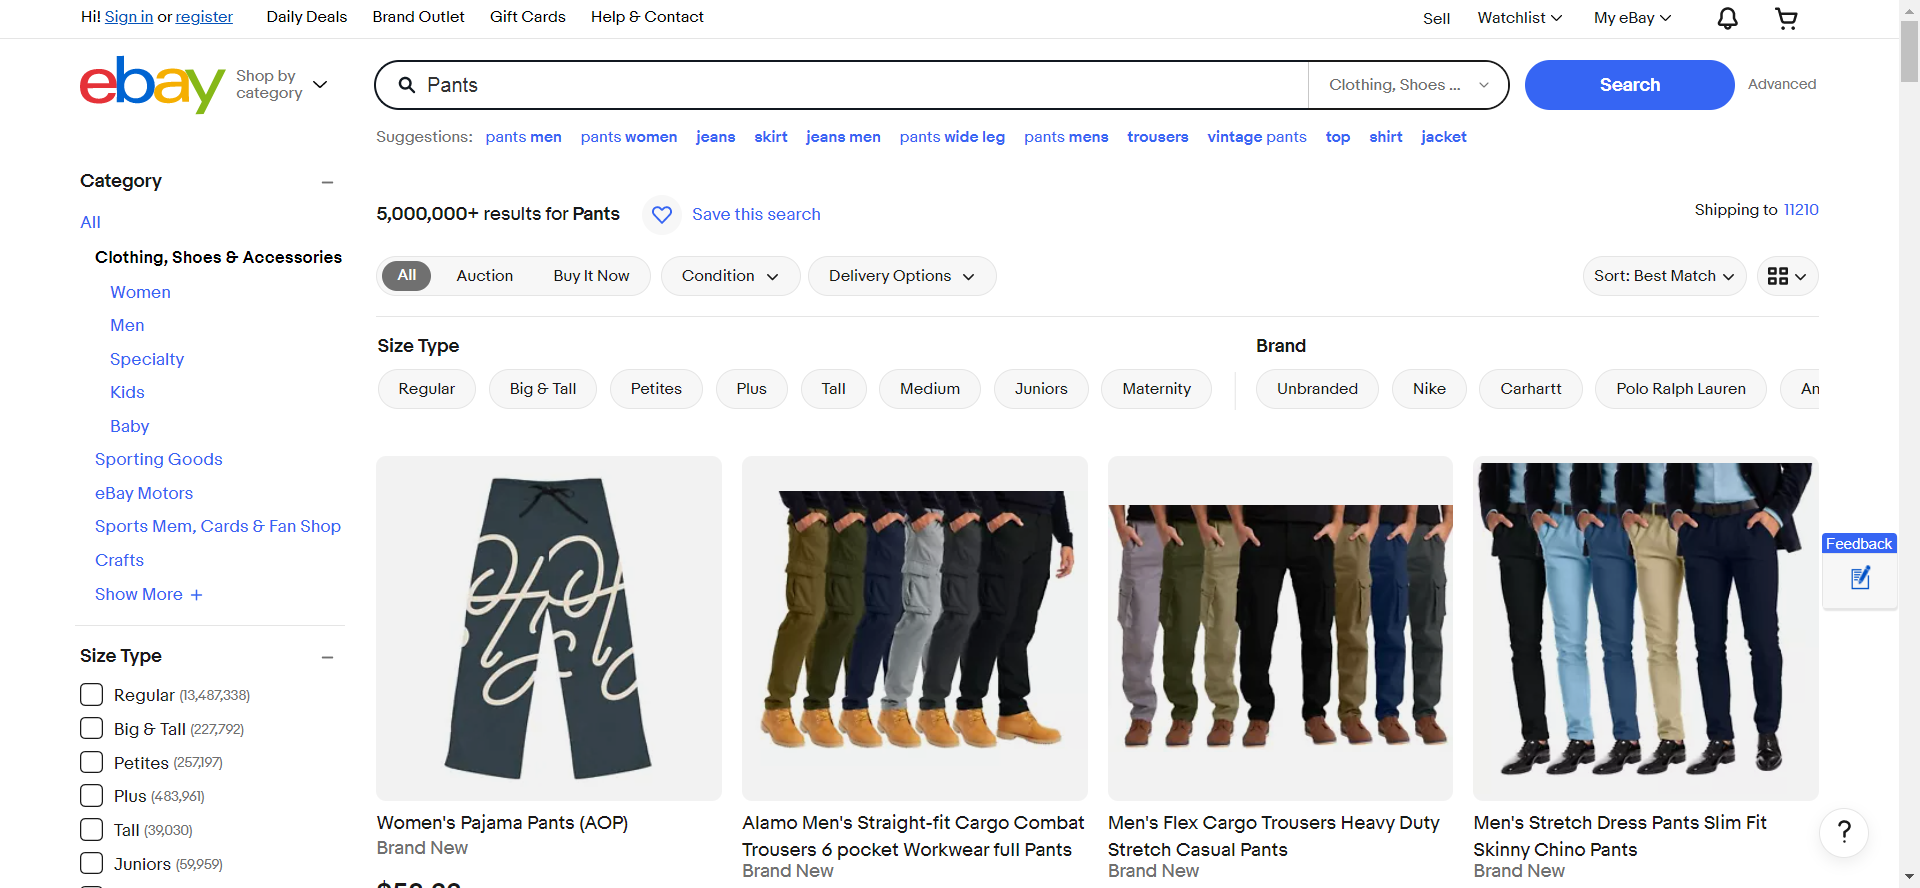 Hi! Sign in or register Daily Deals Brand Outlet Gift Cards Help & Contact Sell Watchlist My eBay
ebay Shop by category Pants Clothing, Shoes ... Search Advanced
Suggestions: pants men pants women jeans skirt jeans men pants wide leg pants mens trousers vintage pants top shirt jacket
Category
All
Clothing, Shoes & Accessories
Women
Men
Specialty
Kids
Baby
Sporting Goods
eBay Motors
Sports Mem, Cards & Fan Shop
Crafts
Show More
Size Type
Regular (13,487,338)
Big & Tall (227,792)
Petites (257,197)
Plus (483,961)
Tall (39,030)
Juniors (59,959)
5,000,000+ results for Pants Save this search Shipping to 11210
All Auction Buy It Now Condition Delivery Options Sort: Best Match
Size Type
Regular Big & Tall Petites Plus Tall Medium Juniors Maternity
Brand
Unbranded Nike Carhartt Polo Ralph Lauren An
Women's Pajama Pants (AOP)
Brand New
Alamo Men's Straight-fit Cargo Combat
Trousers 6 pocket Workwear full Pants
Brand New
Men's Flex Cargo Trousers Heavy Duty
Stretch Casual Pants
Brand New
Men's Stretch Dress Pants Slim Fit
Skinny Chino Pants
Brand New
Feedback
?